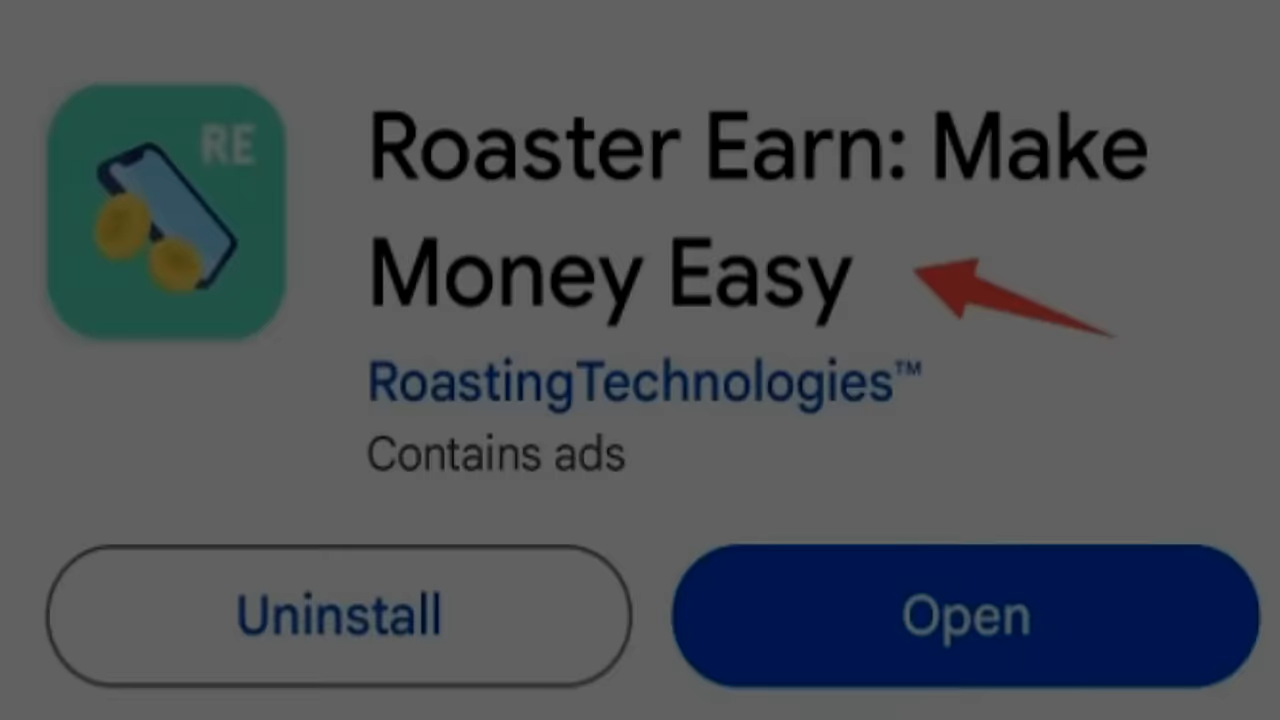 RE
Roaster Earn: Make
Money Easy
RoastingTechnologies™
Contains ads
Uninstall
Open